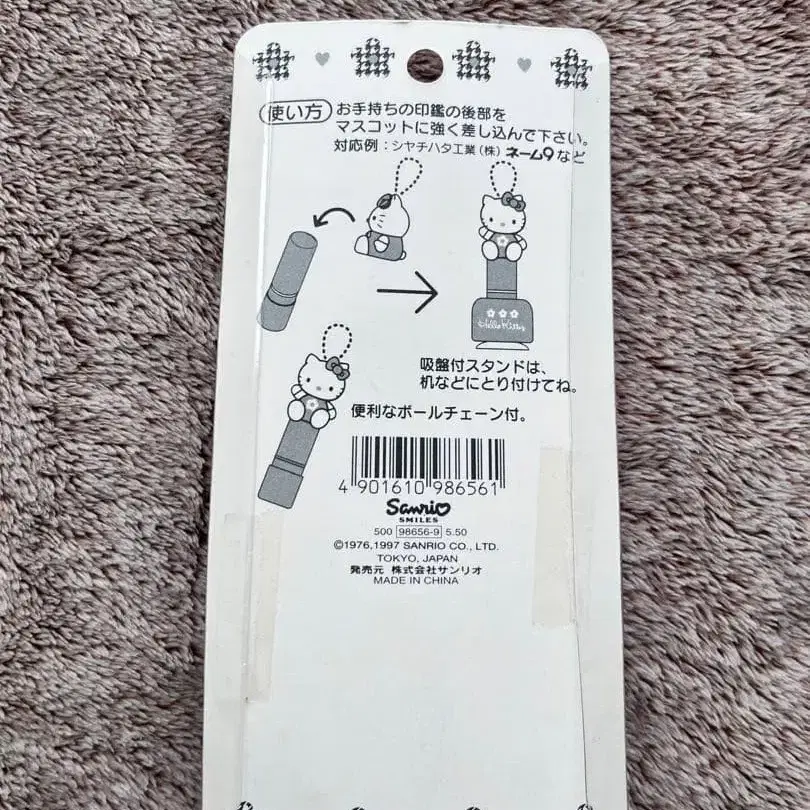 使い方 お手持ちの印鑑の後部を
マスコットに強く差し込んで下さい。
対応例：シヤチハタ工業（株）ネーム9など
Hello Kitty
吸盤付スタンドは、
机などにとり付けてね。
便利なボールチェーン付。
4 901610 986561
Sanrio
SMILES
500 98656-9 5.50
©1976,1997 SANRIO CO., LTD.
TOKYO, JAPAN
発売元 株式会社サンリオ
MADE IN CHINA